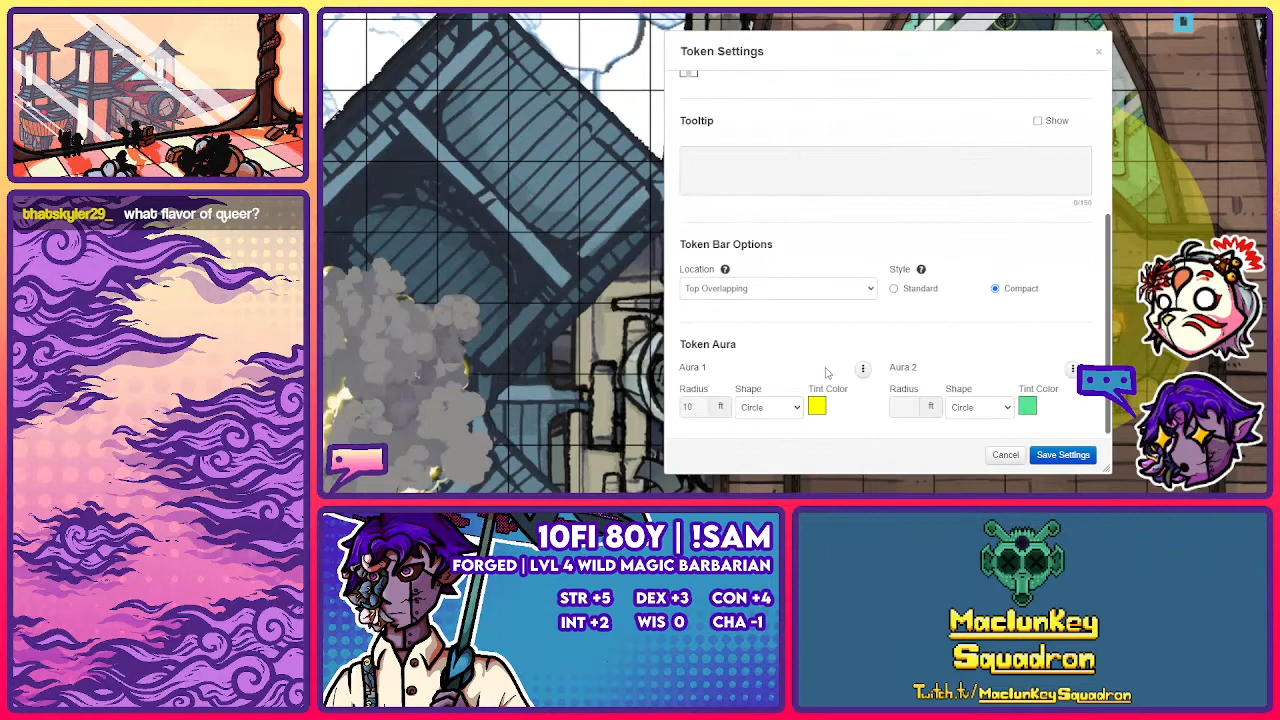 thatskyler29_ what flavor of queer?
Token Settings
×
Tooltip
Show
0/150
Token Bar Options
Location ?
Style ?
Top Overlapping
Standard
Compact
Token Aura
Aura 1
Aura 2
Radius Shape Tint Color
Radius Shape Tint Color
10 ft Circle
ft Circle
Cancel Save Settings
10FI.80Y | !SAM
FORGED | LVL 4 WILD MAGIC BARBARIAN
STR +5 DEX +3 CON +4
INT +2 WIS 0 CHA -1
MaclunKey
Squadron
Twitch.tv/MaclunKeySquadron